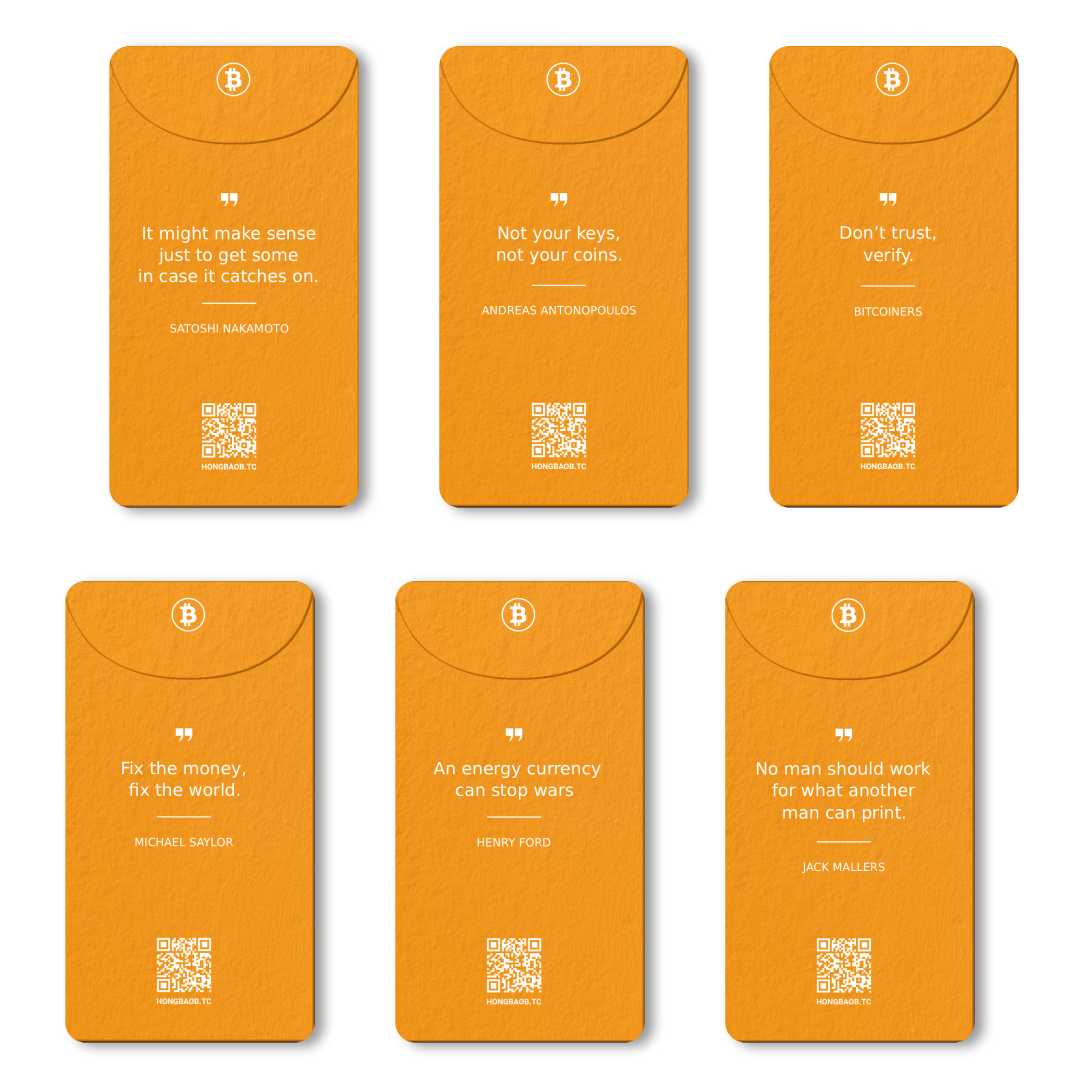 It might make sense
just to get some
in case it catches on.
SATOSHI NAKAMOTO
HONGBAOB.TC
Not your keys,
not your coins.
ANDREAS ANTONOPOULOS
HONGBAOB.TC
Don’t trust,
verify.
BITCOINERS
HONGBAOB.TC
Fix the money,
fix the world.
MICHAEL SAYLOR
HONGBAOB.TC
An energy currency
can stop wars
HENRY FORD
HONGBAOB.TC
No man should work
for what another
man can print.
JACK MALLERS
HONGBAOB.TC